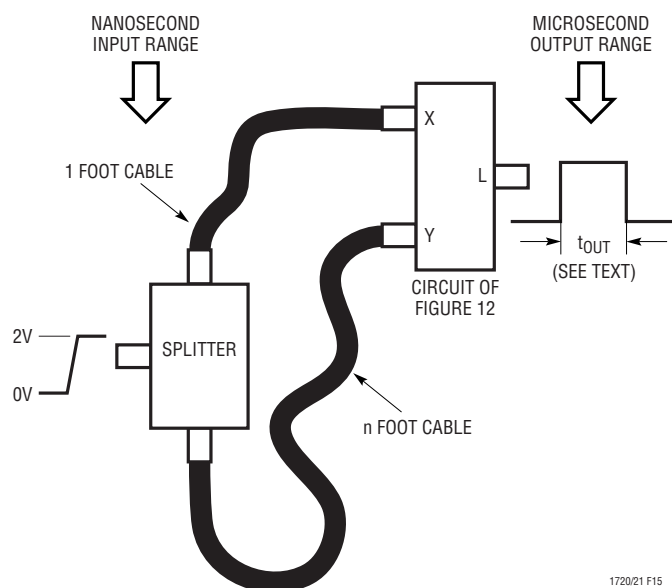 NANOSECOND
INPUT RANGE
MICROSECOND
OUTPUT RANGE
X
1 FOOT CABLE
L
Y
tOUT
(SEE TEXT)
CIRCUIT OF
FIGURE 12
2V
SPLITTER
0V
n FOOT CABLE
1720/21 F15